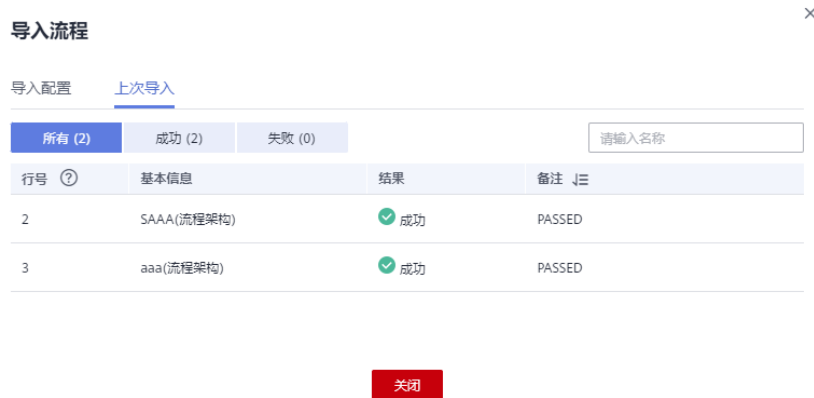 导入流程
导入配置 上次导入
所有 (2) 成功 (2) 失败 (0) 请输入名称
行号 ? 基本信息 结果 备注
2 SAAA(流程架构) 成功 PASSED
3 aaa(流程架构) 成功 PASSED
关闭